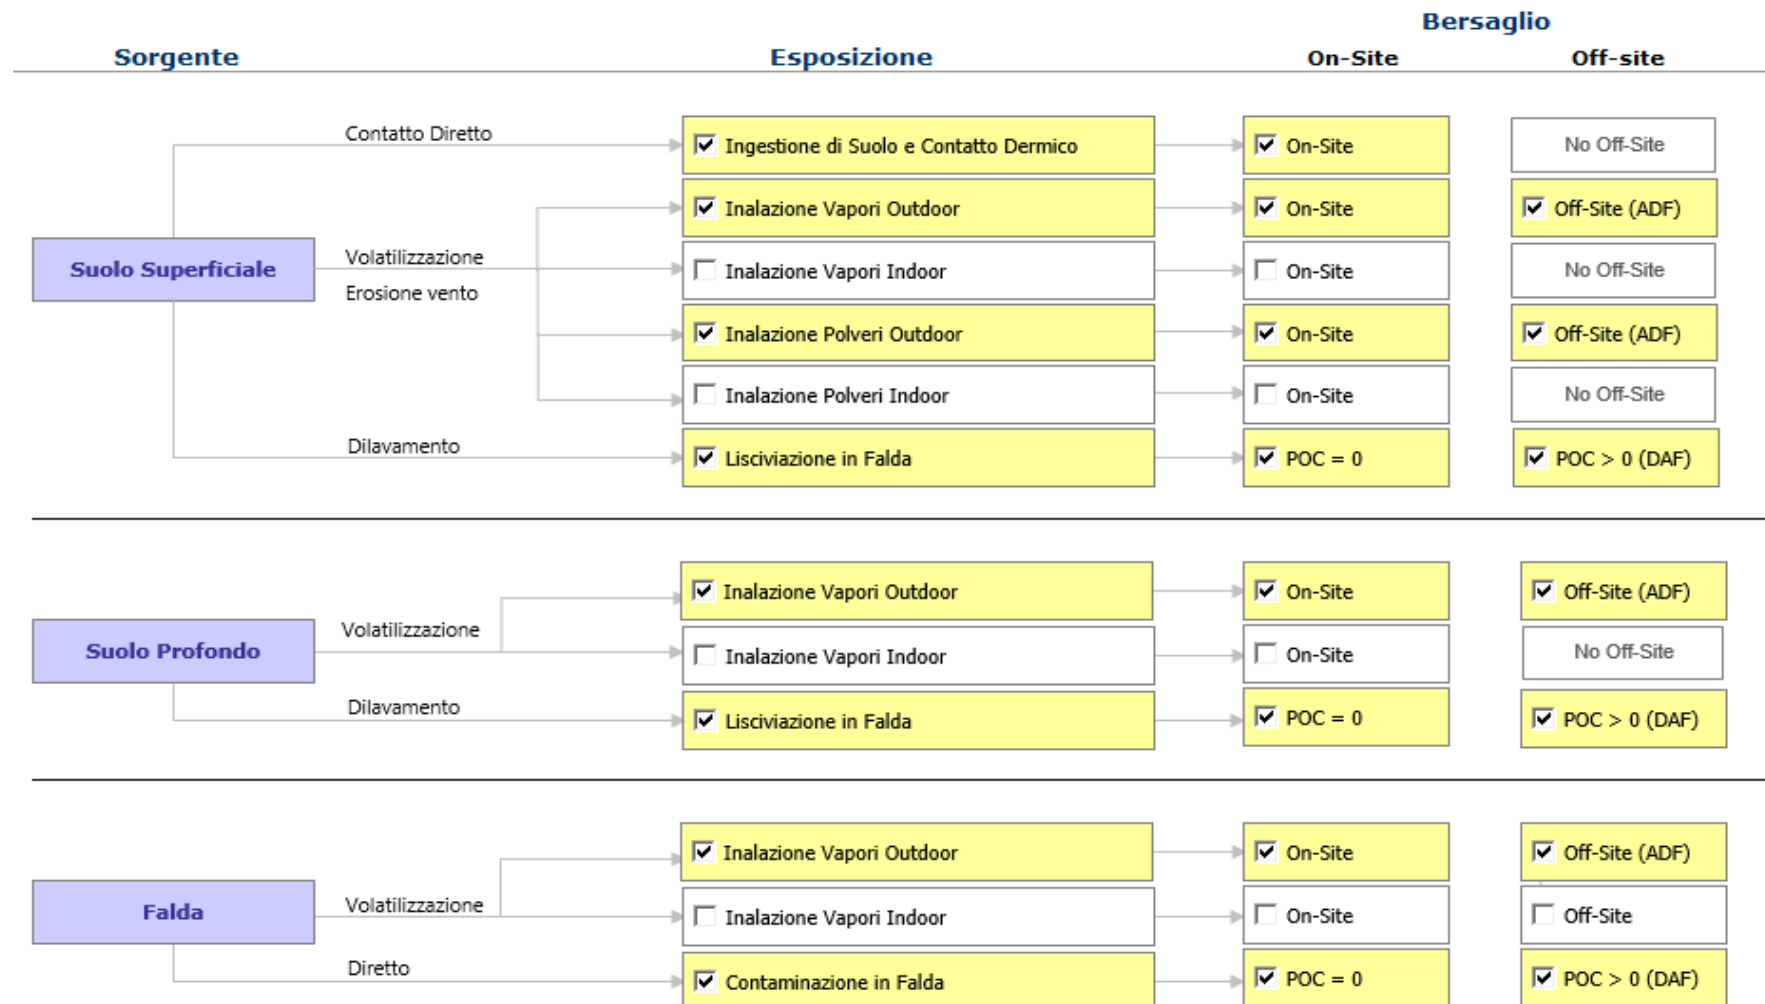 Bersaglio
Sorgente Esposizione On-Site Off-site
Contatto Diretto
Ingestione di Suolo e Contatto Dermico On-Site No Off-Site
Inalazione Vapori Outdoor On-Site Off-Site (ADF)
Suolo Superficiale Volatilizzazione Inalazione Vapori Indoor On-Site No Off-Site
Erosione vento
Inalazione Polveri Outdoor On-Site Off-Site (ADF)
Inalazione Polveri Indoor On-Site No Off-Site
Dilavamento Lisciviazione in Falda POC = 0 POC > 0 (DAF)
Inalazione Vapori Outdoor On-Site Off-Site (ADF)
Volatilizzazione
Suolo Profondo Inalazione Vapori Indoor On-Site No Off-Site
Dilavamento Lisciviazione in Falda POC = 0 POC > 0 (DAF)
Inalazione Vapori Outdoor On-Site Off-Site (ADF)
Falda Volatilizzazione Inalazione Vapori Indoor On-Site Off-Site
Diretto Contaminazione in Falda POC = 0 POC > 0 (DAF)